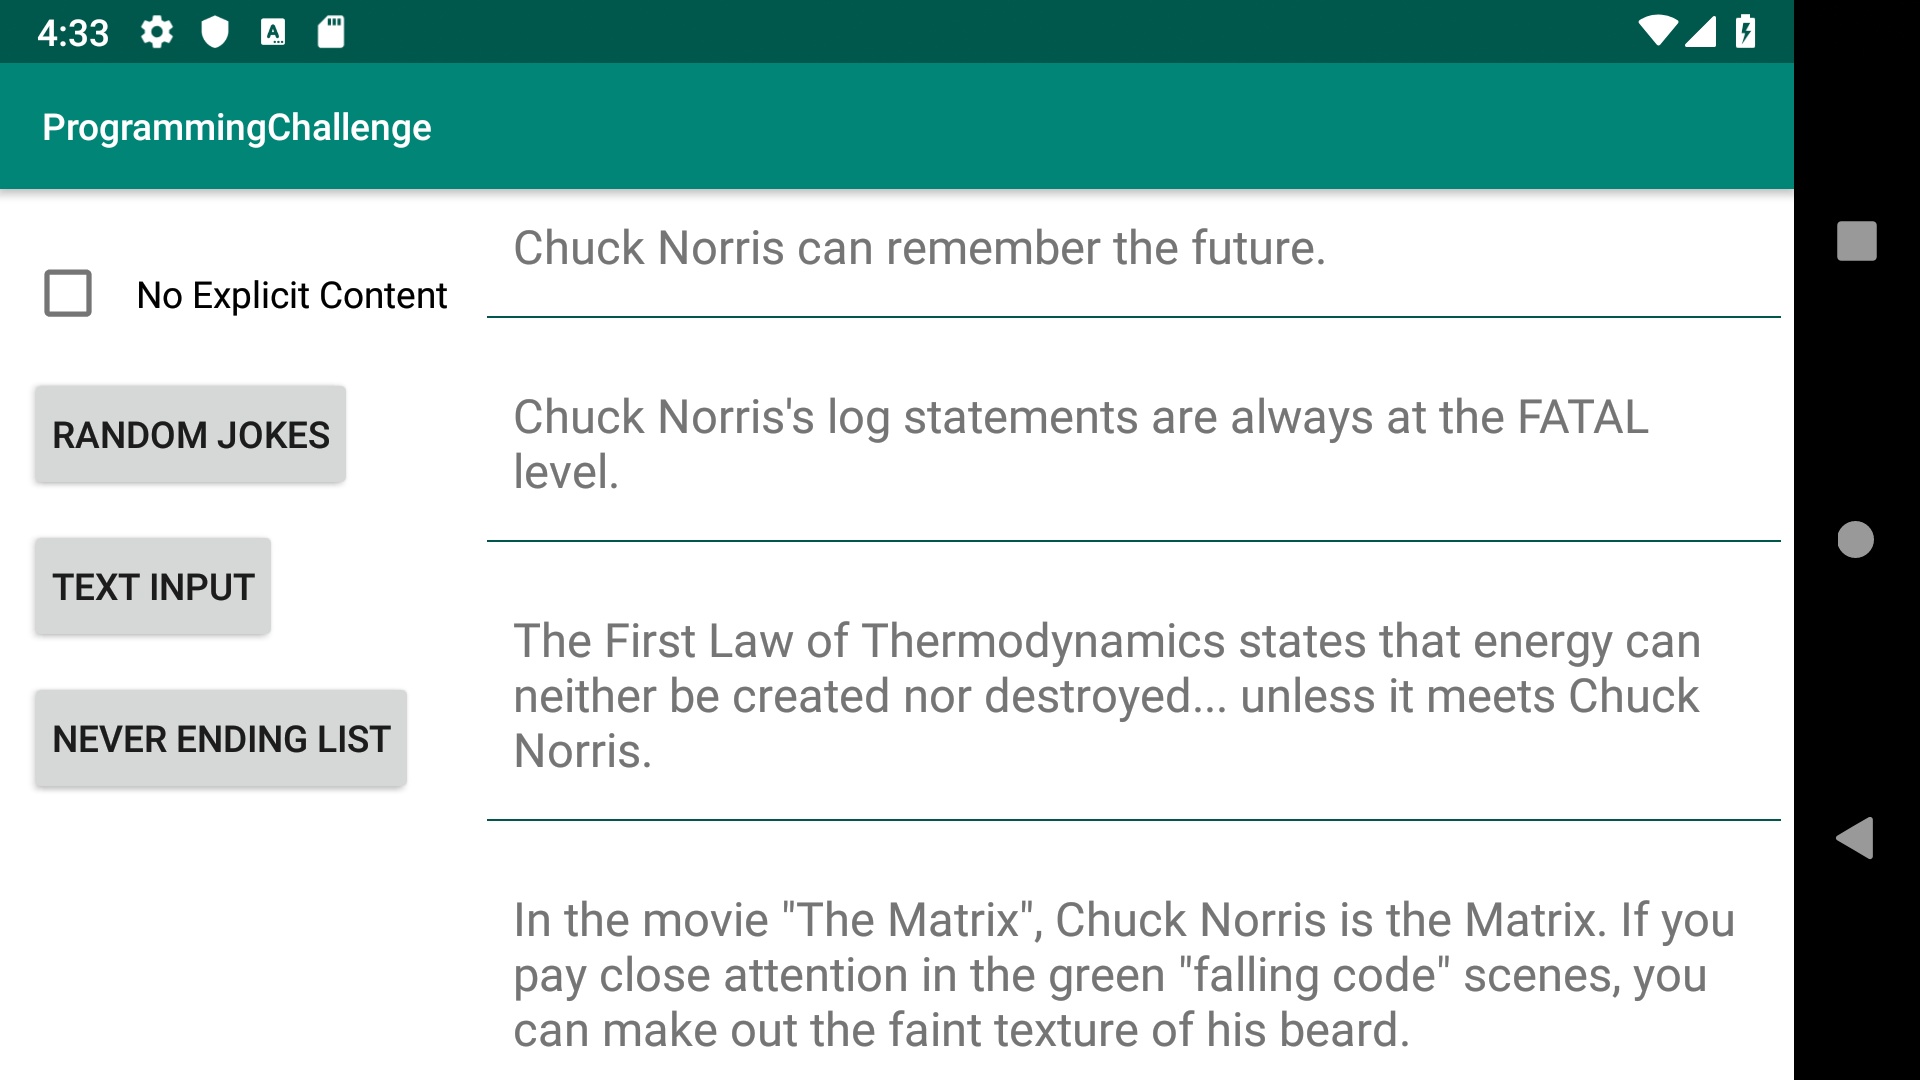 4:33
ProgrammingChallenge
No Explicit Content
RANDOM JOKES
TEXT INPUT
NEVER ENDING LIST
Chuck Norris can remember the future.
Chuck Norris's log statements are always at the FATAL
level.
The First Law of Thermodynamics states that energy can
neither be created nor destroyed... unless it meets Chuck
Norris.
In the movie "The Matrix", Chuck Norris is the Matrix. If you
pay close attention in the green "falling code" scenes, you
can make out the faint texture of his beard.